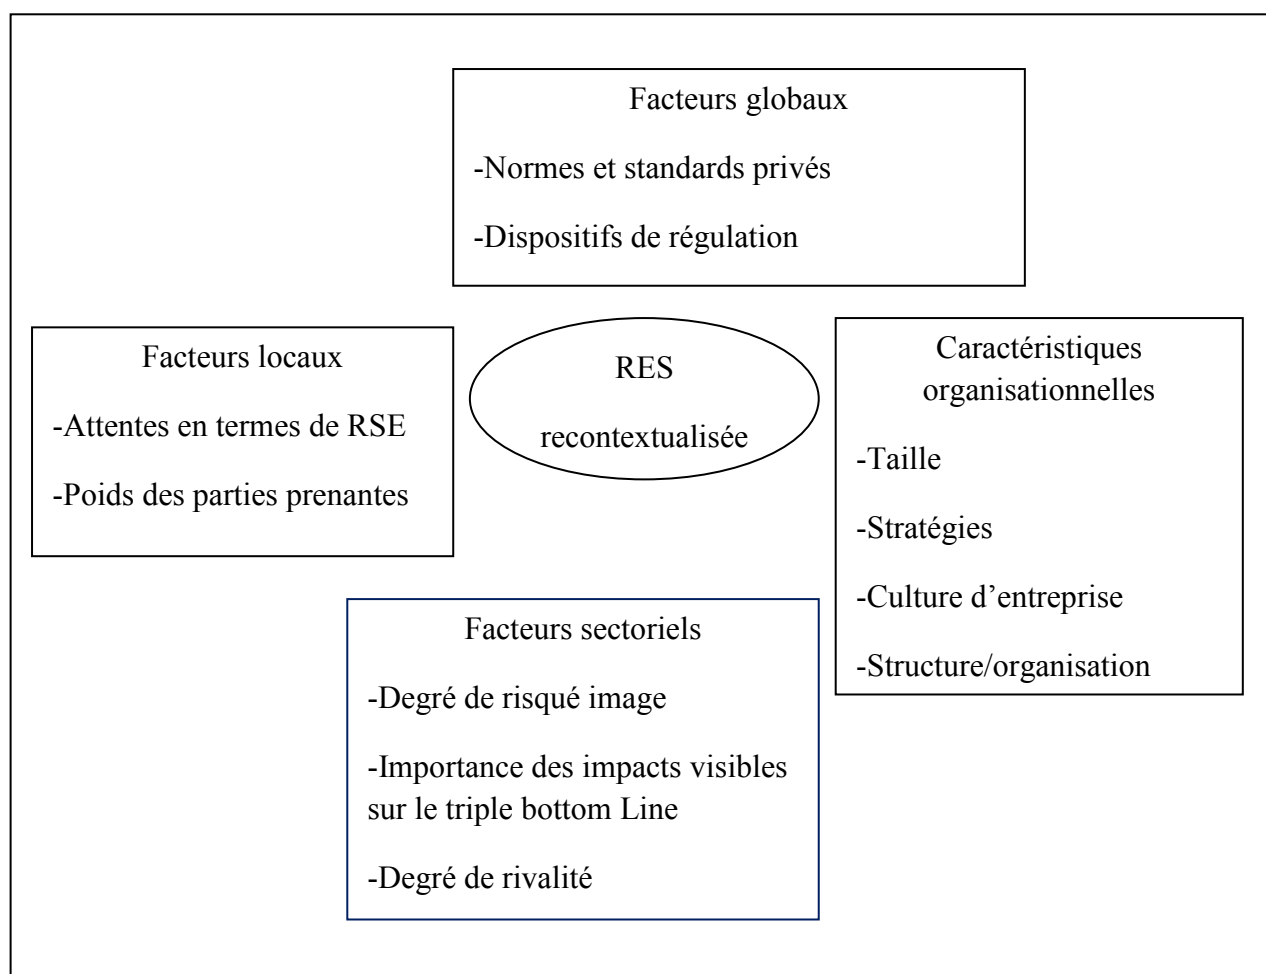 Facteurs globaux
-Normes et standards privés
-Dispositifs de régulation
Facteurs locaux
-Attentes en termes de RSE
-Poids des parties prenantes
RES
recontextualisée
Caractéristiques
organisationnelles
-Taille
-Stratégies
-Culture d’entreprise
-Structure/organisation
Facteurs sectoriels
-Degré de risqué image
-Importance des impacts visibles
sur le triple bottom Line
-Degré de rivalité